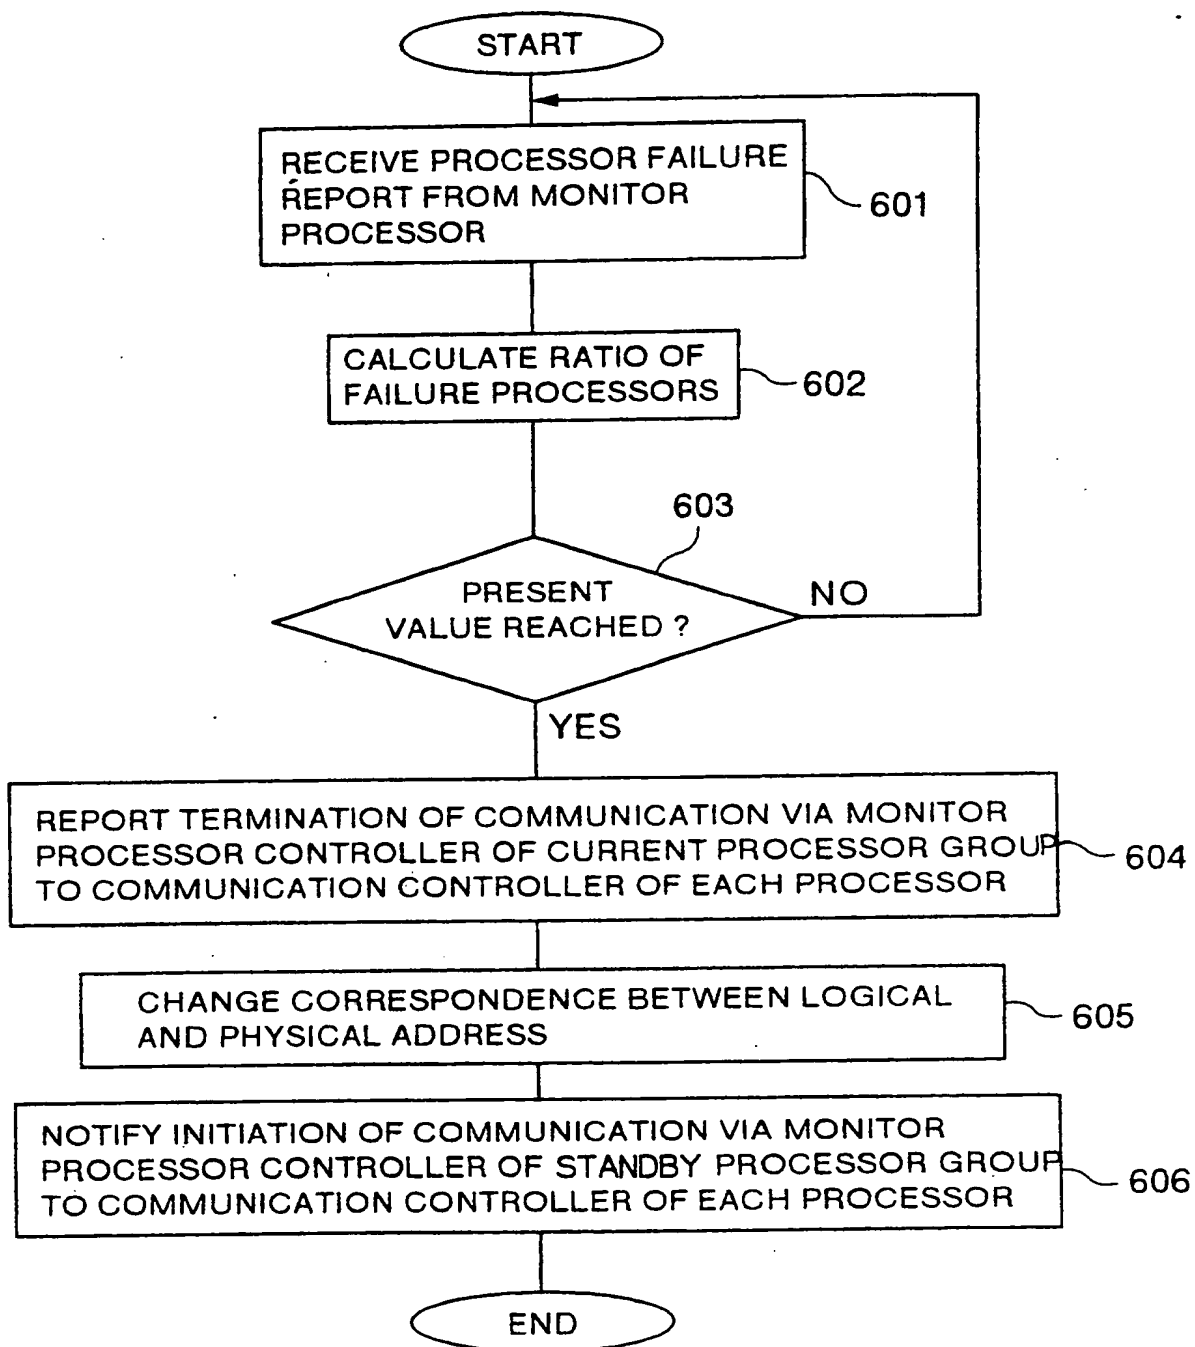 START
RECEIVE PROCESSOR FAILURE
REPORT FROM MONITOR
PROCESSOR
601
CALCULATE RATIO OF
FAILURE PROCESSORS
602
603
PRESENT
VALUE REACHED ?
NO
YES
REPORT TERMINATION OF COMMUNICATION VIA MONITOR
PROCESSOR CONTROLLER OF CURRENT PROCESSOR GROUP
TO COMMUNICATION CONTROLLER OF EACH PROCESSOR
604
CHANGE CORRESPONDENCE BETWEEN LOGICAL
AND PHYSICAL ADDRESS
605
NOTIFY INITIATION OF COMMUNICATION VIA MONITOR
PROCESSOR CONTROLLER OF STANDBY PROCESSOR GROUP
TO COMMUNICATION CONTROLLER OF EACH PROCESSOR
606
END